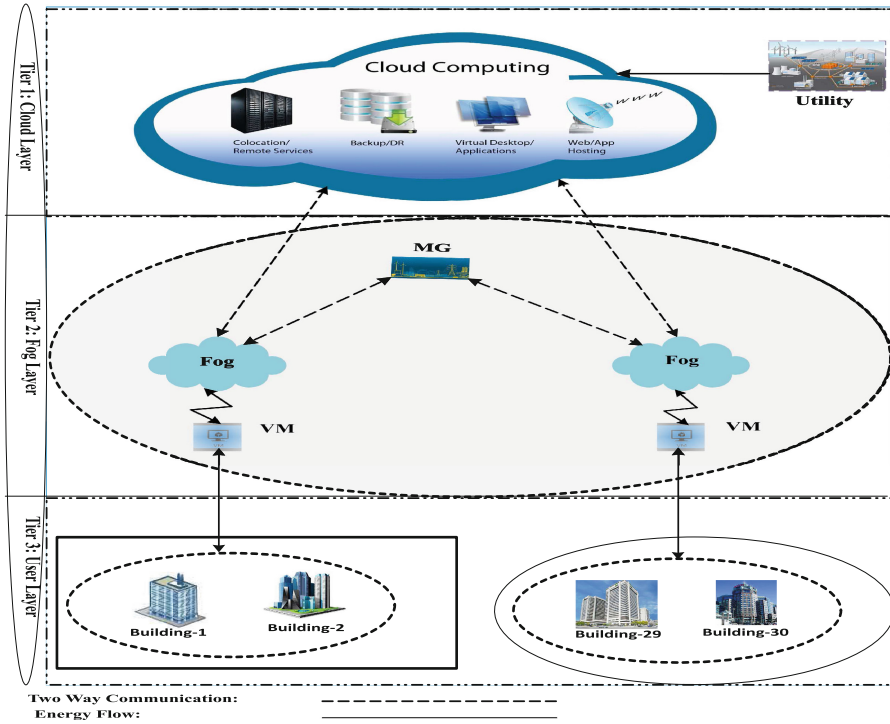 Tier 1: Cloud Layer
Cloud Computing
Colocation/
Remote Services
Backup/DR
Virtual Desktop/
Applications
W W W
Web/App
Hosting
Utility
Tier 2: Fog Layer
MG
Fog
Fog
VM
VM
Tier 3: User Layer
Building-1
Building-2
Building-29
Building-30
Two Way Communication:
Energy Flow: